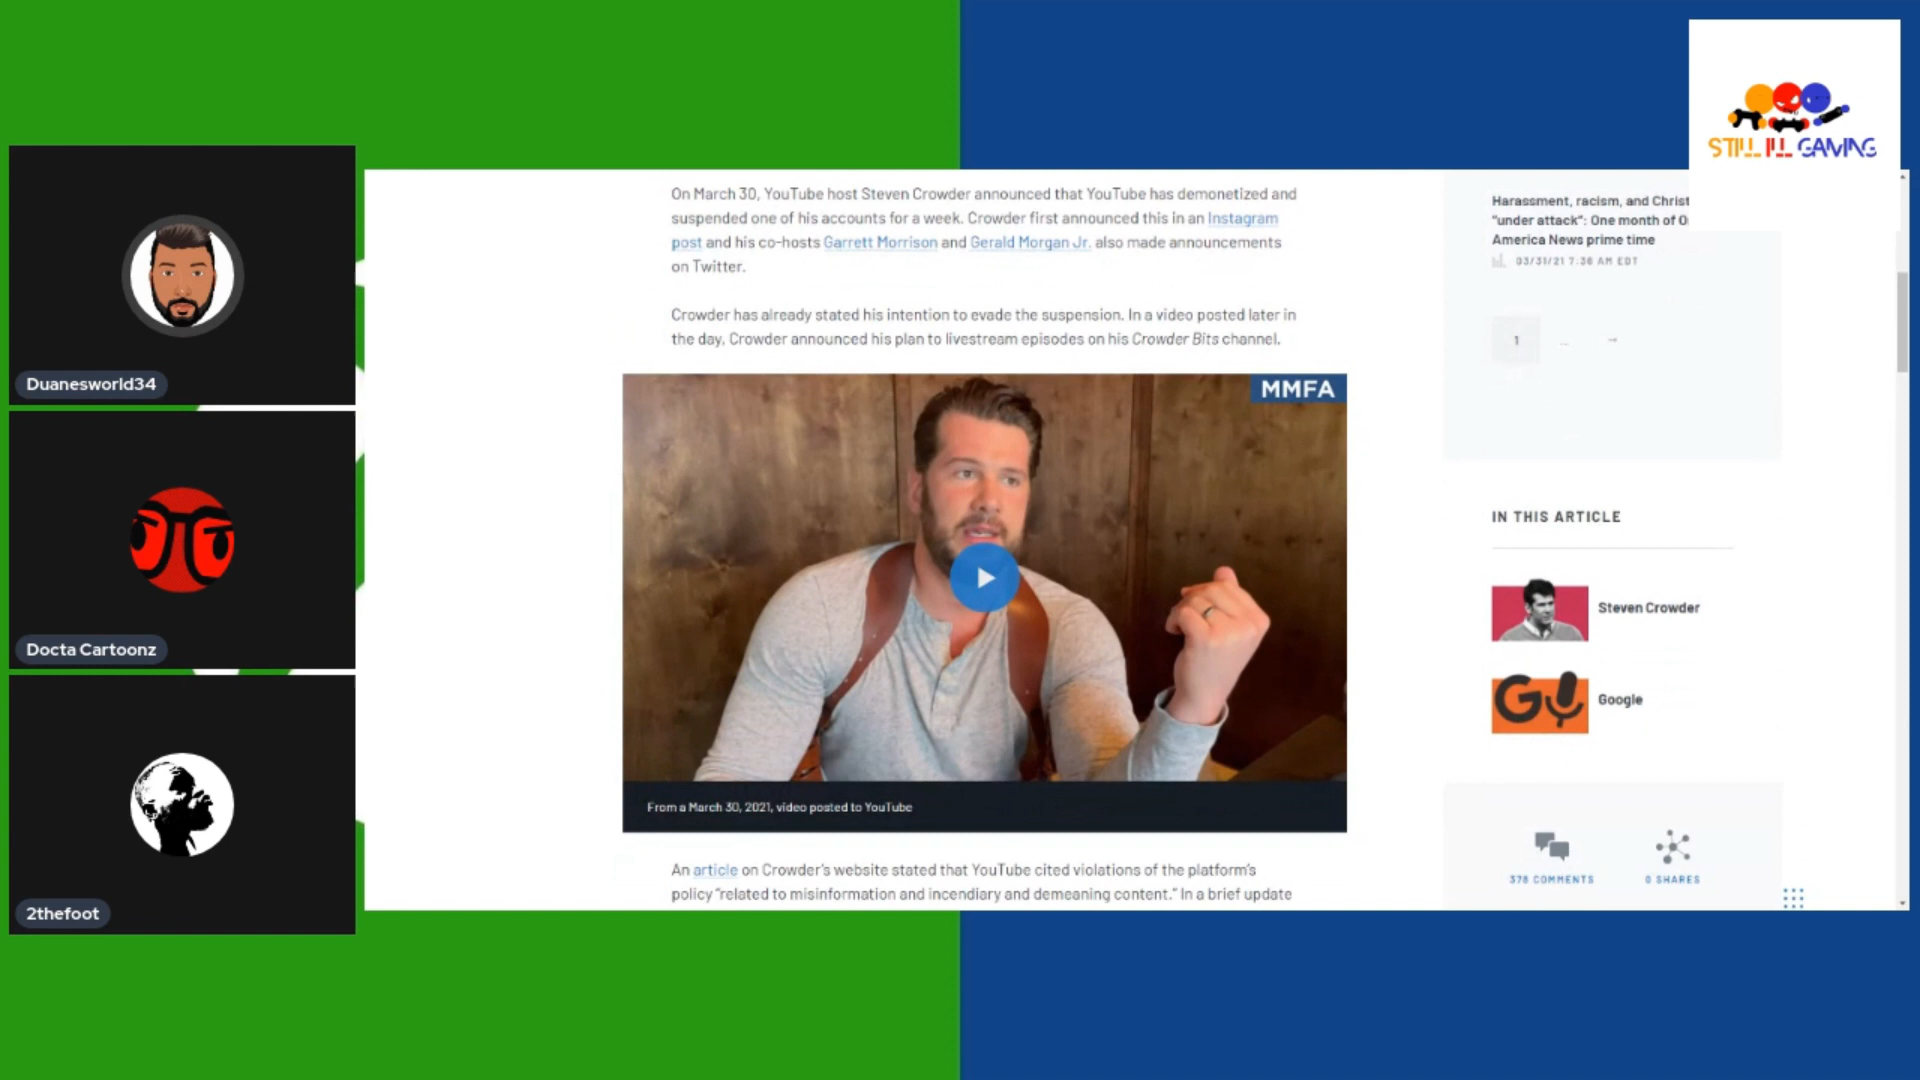 STILL ILL GAMING
Duanesworld34
Docta Cartoonz
2thefoot
On March 30, YouTube host Steven Crowder announced that YouTube has demonetized and
suspended one of his accounts for a week. Crowder first announced this in an Instagram
post and his co-hosts Garrett Morrison and Gerald Morgan Jr. also made announcements
on Twitter.
Crowder has already stated his intention to evade the suspension. In a video posted later in
the day, Crowder announced his plan to livestream episodes on his Crowder Bits channel.
MMFA
From a March 30, 2021, video posted to YouTube
An article on Crowder's website stated that YouTube cited violations of the platform's
policy "related to misinformation and incendiary and demeaning content." In a brief update
Harassment, racism, and Christ
"under attack": One month of O
America News prime time
03/31/21 7:36 AM EDT
1 ... →
IN THIS ARTICLE
Steven Crowder
G
Google
378 COMMENTS
0 SHARES